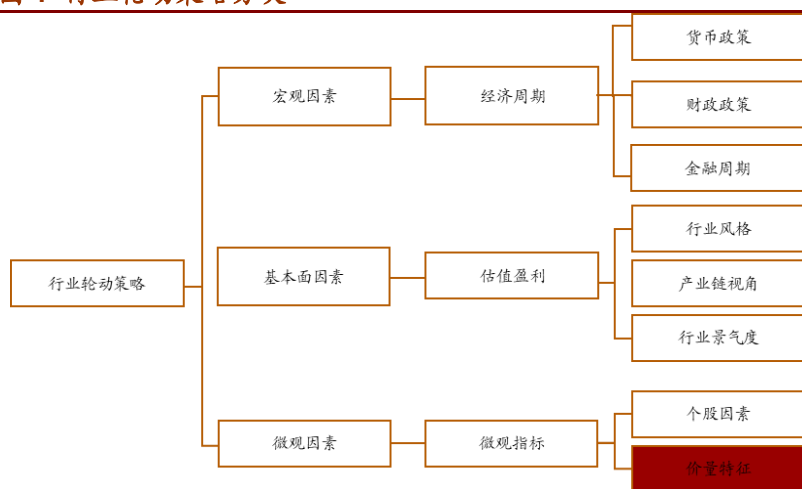 货币政策
宏观因素
经济周期
财政政策
金融周期
行业风格
行业轮动策略
基本面因素
估值盈利
产业链视角
行业景气度
个股因素
微观因素
微观指标
价量特征